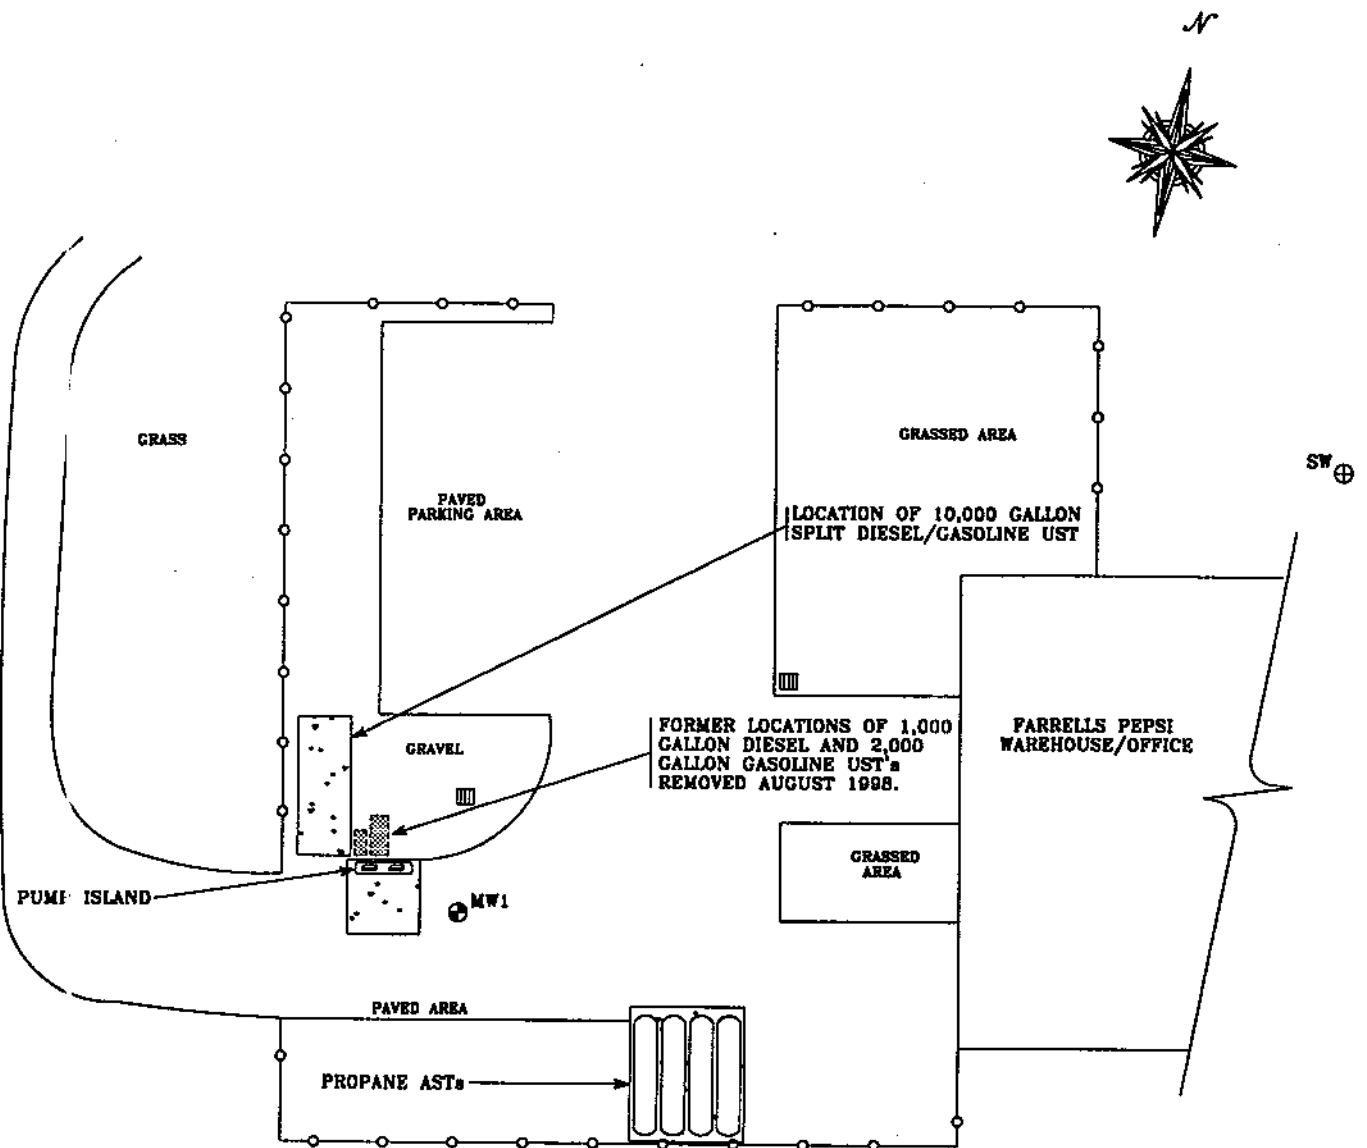 N
GRASS
GRASSED AREA
SW
PAVED
PARKING AREA
LOCATION OF 10,000 GALLON
SPLIT DIESEL/GASOLINE UST
FORMER LOCATIONS OF 1,000
GALLON DIESEL AND 2,000
GALLON GASOLINE UST's
REMOVED AUGUST 1998.
FARRELLS PEPSI
WAREHOUSE/OFFICE
GRAVEL
GRASSED
AREA
PUMP ISLAND
MW1
PAVED AREA
PROPANE ASTs